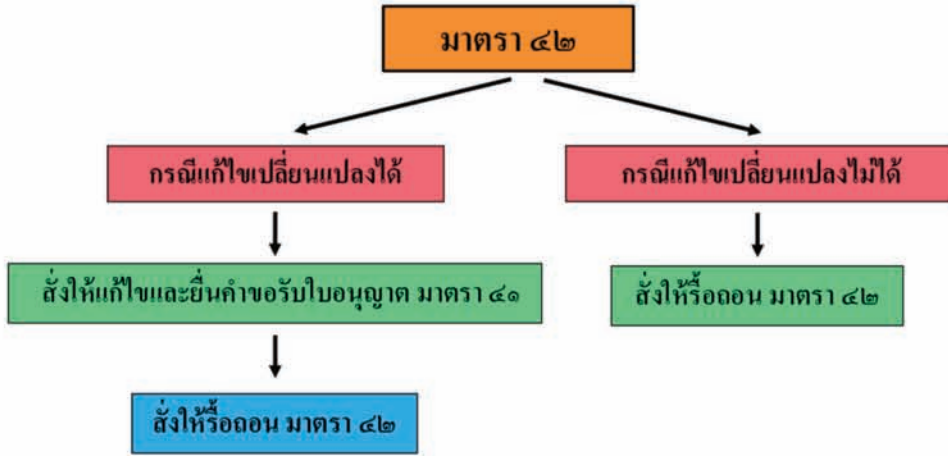 มาตรา ๔๒
กรณีแก้ไขเปลี่ยนแปลงได้
กรณีแก้ไขเปลี่ยนแปลงไม่ได้
สั่งให้แก้ไขและยื่นคำขอรับใบอนุญาต มาตรา ๔๑
สั่งให้รื้อถอน มาตรา ๔๒
สั่งให้รื้อถอน มาตรา ๔๒